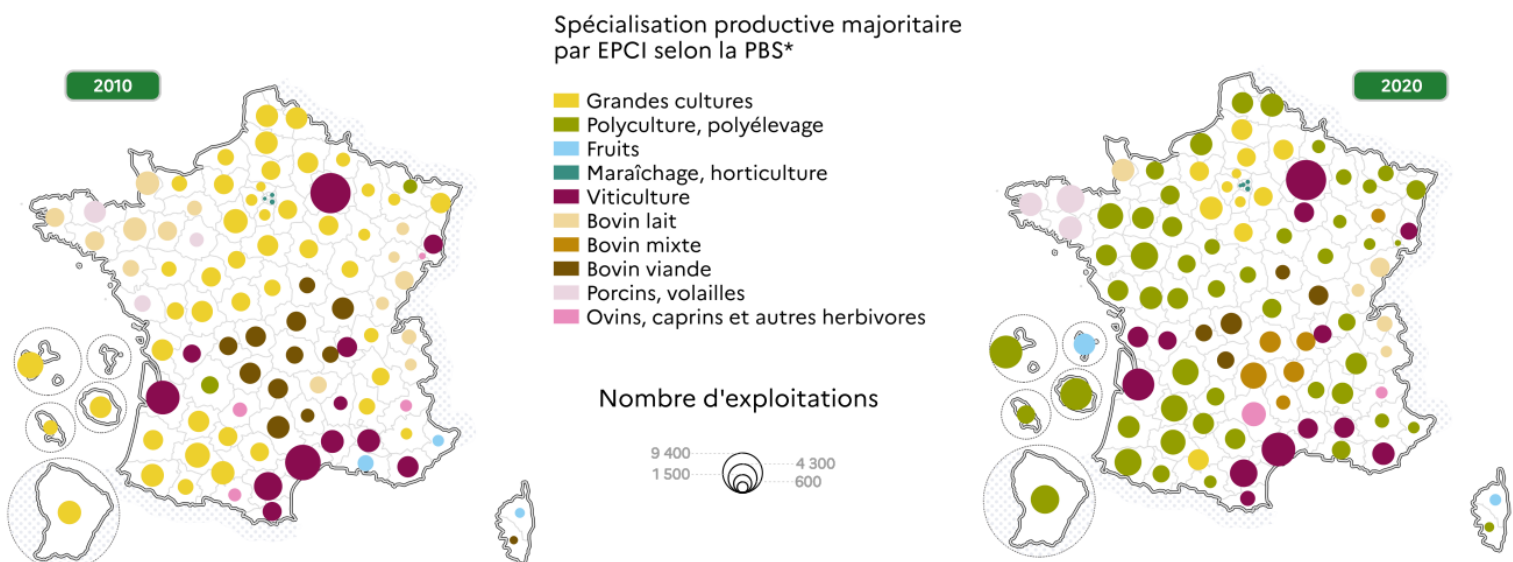 Spécialisation productive majoritaire
par EPCI selon la PBS*
2010
2020
Grandes cultures
Polyculture, polyélevage
Fruits
Maraîchage, horticulture
Viticulture
Bovin lait
Bovin mixte
Bovin viande
Porcins, volailles
Ovins, caprins et autres herbivores
Nombre d'exploitations
9 400
4 300
1 500
600